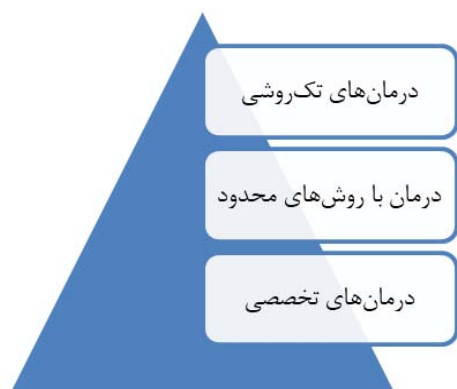 درمان‌های تک‌روشی
درمان با روش‌های محدود
درمان‌های تخصصی